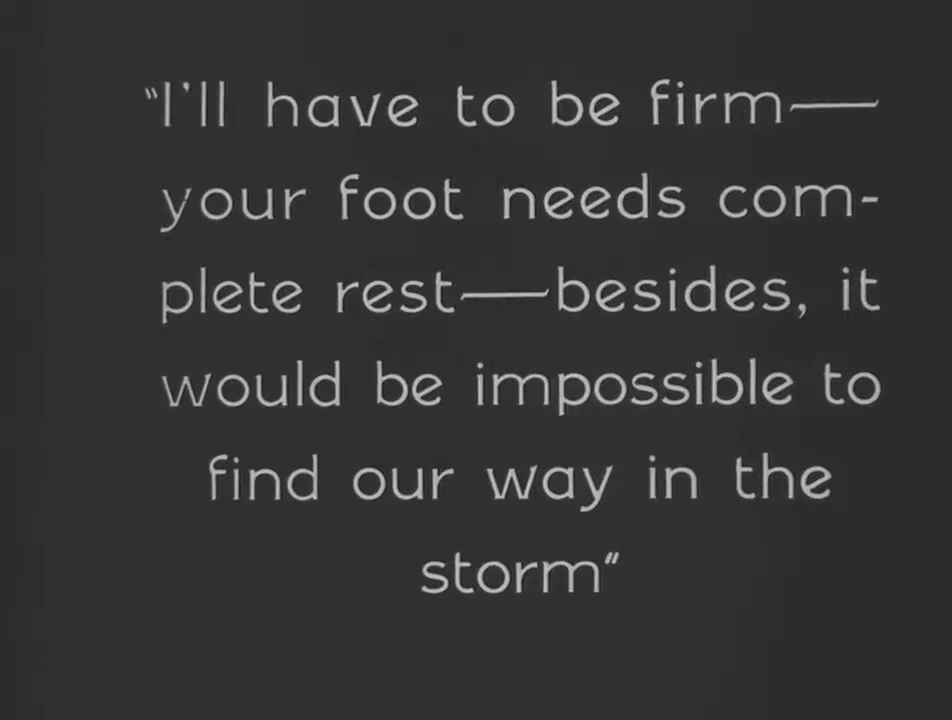 "I'll have to be firm—
your foot needs com-
plete rest—besides, it
would be impossible to
find our way in the
storm"